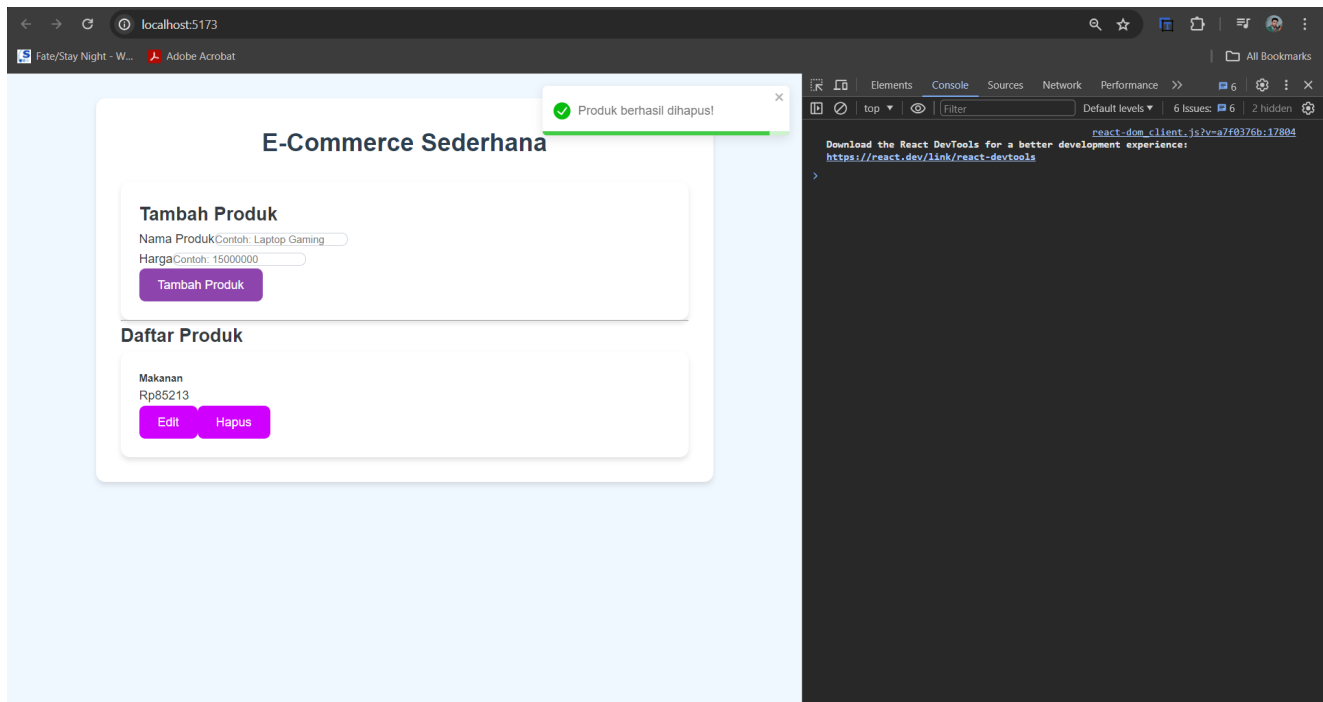 localhost:5173
Fate/Stay Night - W... Adobe Acrobat All Bookmarks
Elements Console Sources Network Performance 6
top Filter Default levels 6 Issues: 6 2 hidden
react-dom_client.js?v=a7f0376b:17804
Download the React DevTools for a better development experience:
https://react.dev/link/react-devtools
Produk berhasil dihapus!
E-Commerce Sederhana
Tambah Produk
Nama Produk Contoh: Laptop Gaming
Harga Contoh: 15000000
Tambah Produk
Daftar Produk
Makanan
Rp85213
Edit Hapus